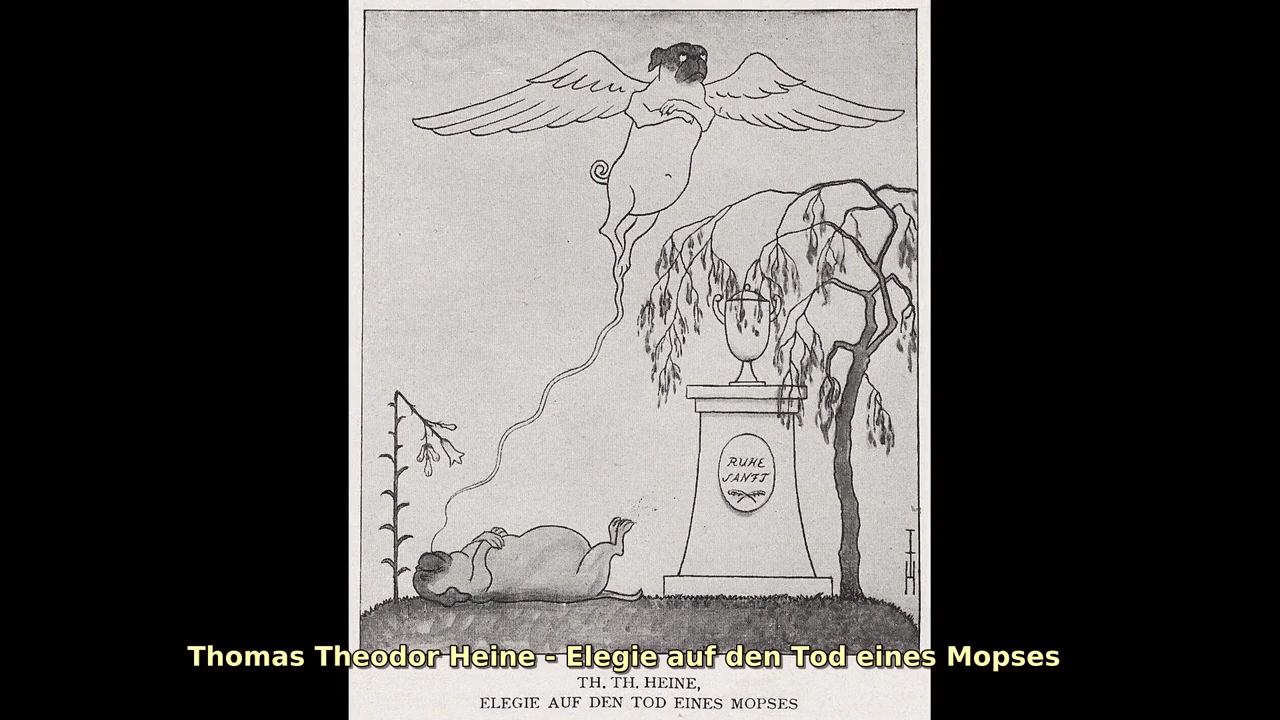 RUHE
SANFT
TTH
Thomas Theodor Heine - Elegie auf den Tod eines Mopses
TH. TH. HEINE,
ELEGIE AUF DEN TOD EINES MOPSES